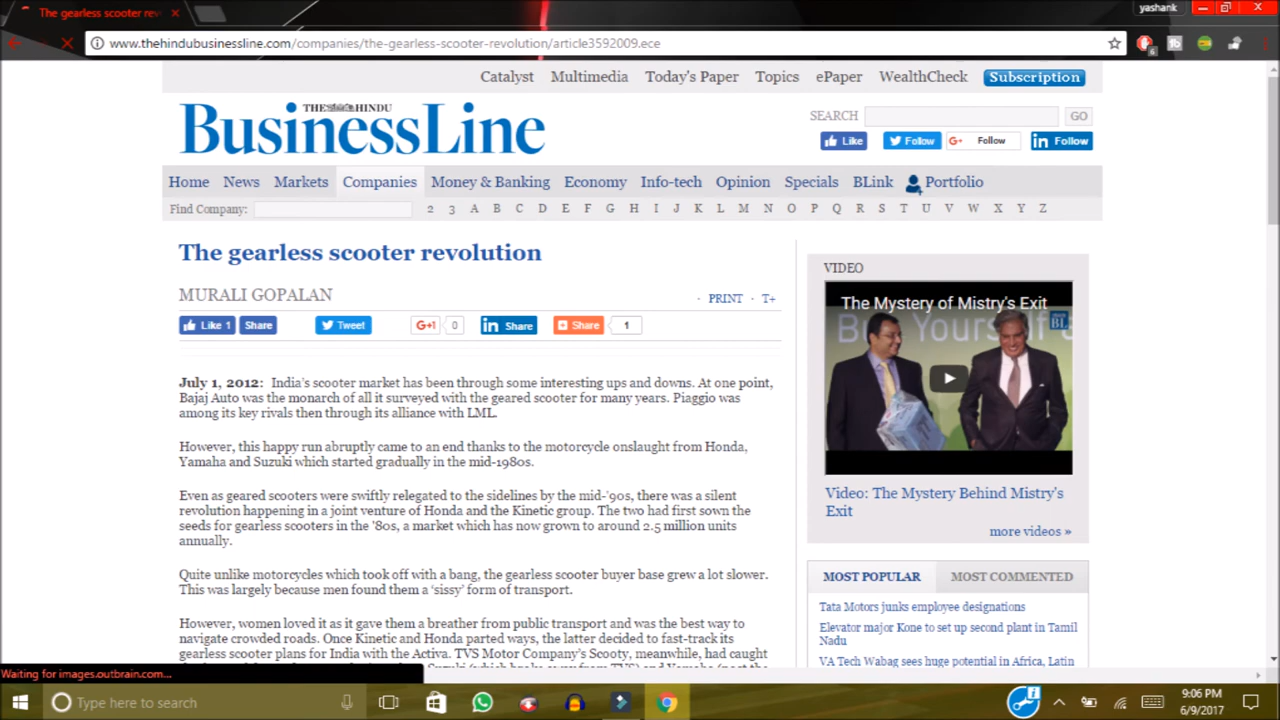 The gearless scooter rev
yashank
www.thehindubusinessline.com/companies/the-gearless-scooter-revolution/article3592009.ece
6
Catalyst Multimedia Today's Paper Topics ePaper WealthCheck Subscription
THE HINDU
BusinessLine
SEARCH GO
Like Follow G+ Follow in Follow
Home News Markets Companies Money & Banking Economy Info-tech Opinion Specials BLink Portfolio
Find Company: 2 3 A B C D E F G H I J K L M N O P Q R S T U V W X Y Z
The gearless scooter revolution
MURALI GOPALAN
· PRINT · T+
Like 1 Share Tweet G+1 0 in Share Share 1
July 1, 2012: India's scooter market has been through some interesting ups and downs. At one point,
Bajaj Auto was the monarch of all it surveyed with the geared scooter for many years. Piaggio was
among its key rivals then through its alliance with LML.
However, this happy run abruptly came to an end thanks to the motorcycle onslaught from Honda,
Yamaha and Suzuki which started gradually in the mid-1980s.
Even as geared scooters were swiftly relegated to the sidelines by the mid-'90s, there was a silent
revolution happening in a joint venture of Honda and the Kinetic group. The two had first sown the
seeds for gearless scooters in the '80s, a market which has now grown to around 2.5 million units
annually.
Quite unlike motorcycles which took off with a bang, the gearless scooter buyer base grew a lot slower.
This was largely because men found them a 'sissy' form of transport.
However, women loved it as it gave them a breather from public transport and was the best way to
navigate crowded roads. Once Kinetic and Honda parted ways, the latter decided to fast-track its
gearless scooter plans for India with the Activa. TVS Motor Company's Scooty, meanwhile, had caught
VIDEO
The Mystery of Mistry's Exit
Video: The Mystery Behind Mistry's
Exit
more videos »
MOST POPULAR MOST COMMENTED
Tata Motors junks employee designations
Elevator major Kone to set up second plant in Tamil
Nadu
VA Tech Wabag sees huge potential in Africa, Latin
Waiting for images.outbrain.com...
Type here to search
9:06 PM
6/9/2017